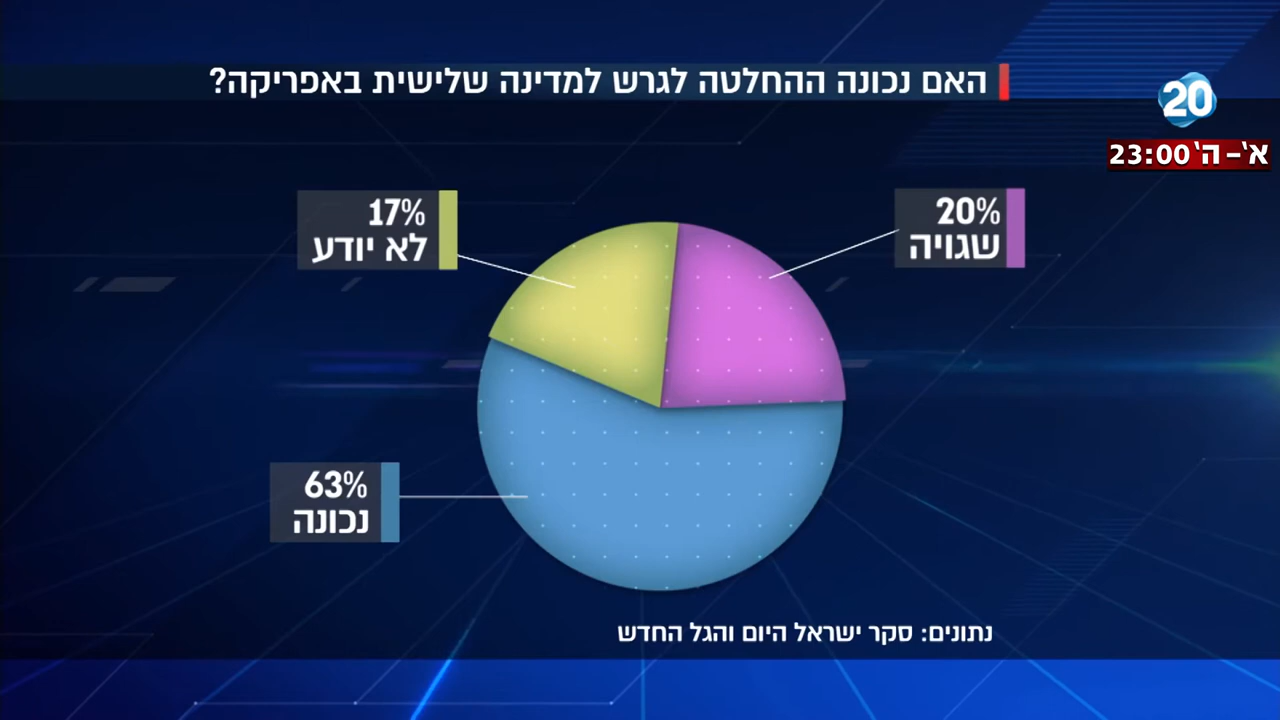 האם נכונה ההחלטה לגרש למדינה שלישית באפריקה?
20
א'-ה' 23:00
20%
שגויה
17%
לא יודע
63%
נכונה
נתונים: סקר ישראל היום והגל החדש